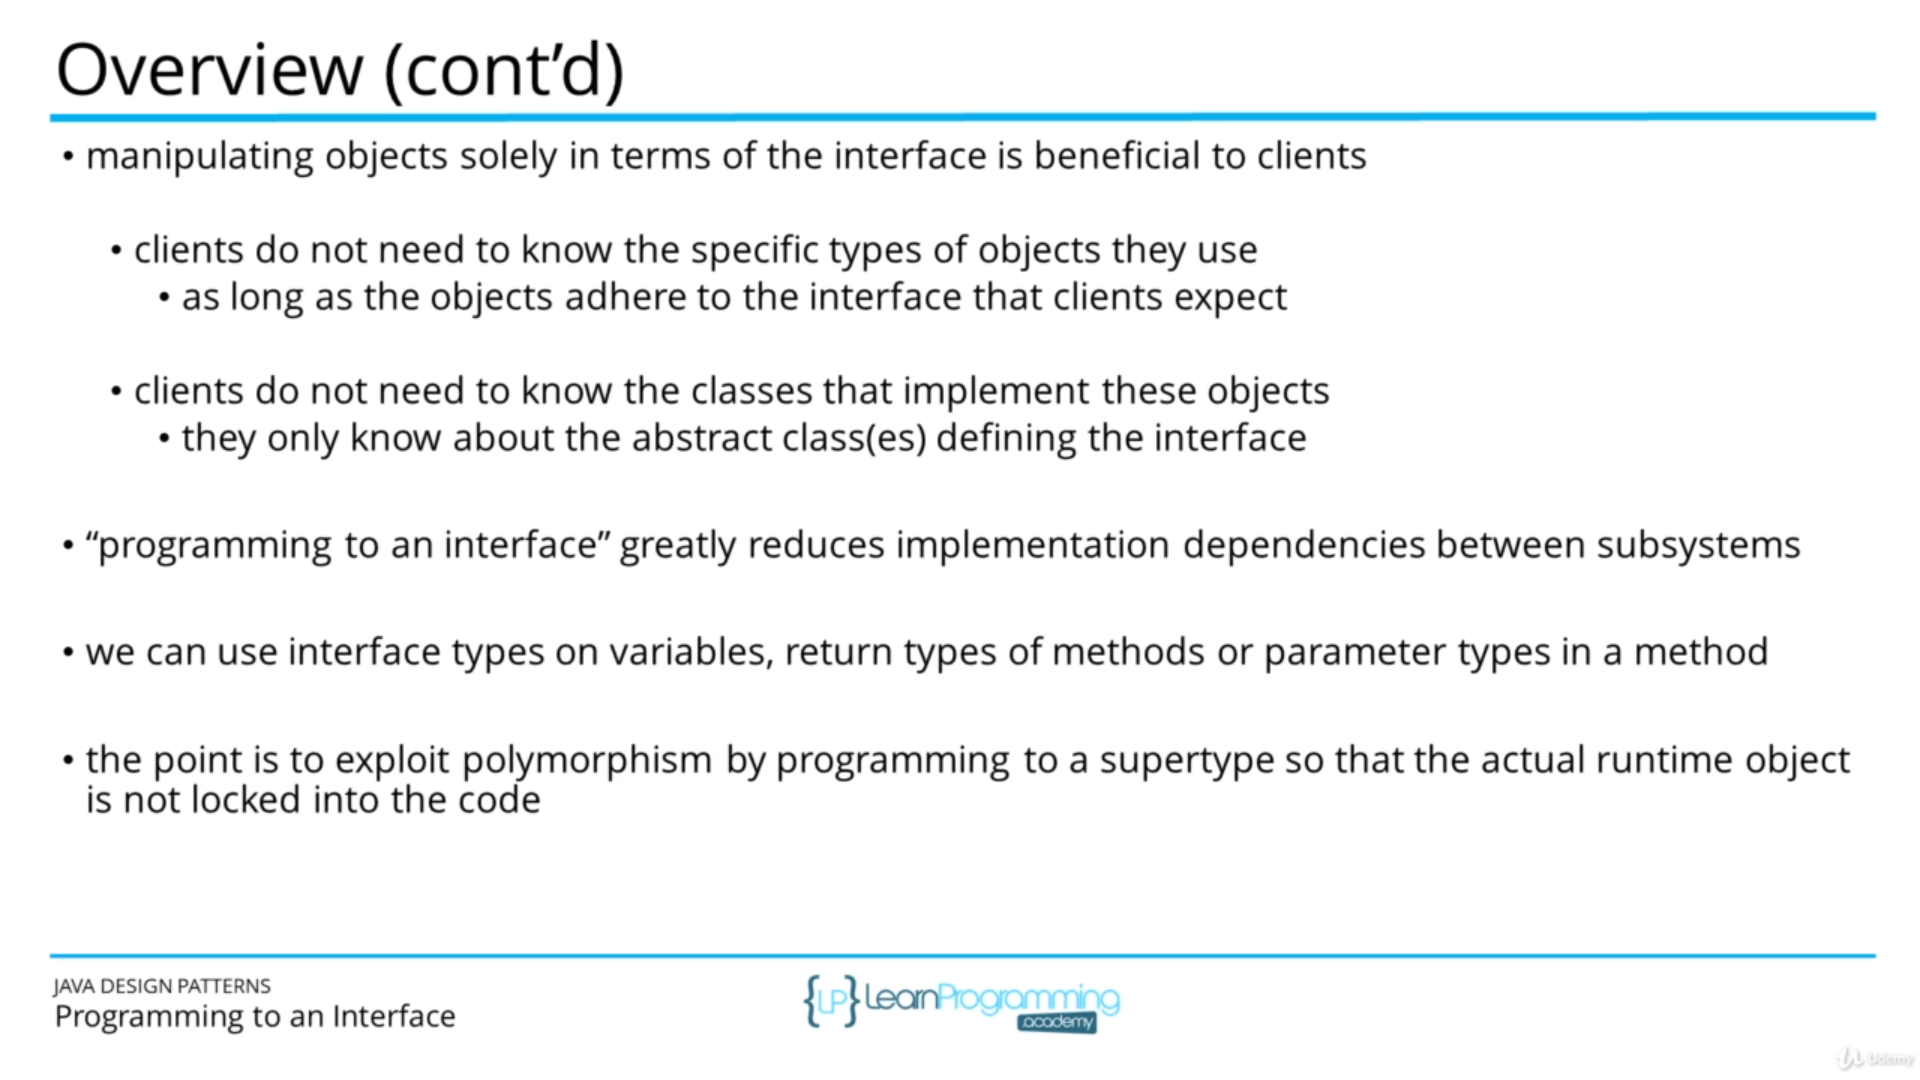 Overview (cont’d)
• manipulating objects solely in terms of the interface is beneficial to clients
• clients do not need to know the specific types of objects they use
• as long as the objects adhere to the interface that clients expect
• clients do not need to know the classes that implement these objects
• they only know about the abstract class(es) defining the interface
• “programming to an interface” greatly reduces implementation dependencies between subsystems
• we can use interface types on variables, return types of methods or parameter types in a method
• the point is to exploit polymorphism by programming to a supertype so that the actual runtime object
is not locked into the code
JAVA DESIGN PATTERNS
Programming to an Interface
{LP} LearnProgramming
academy
Udemy